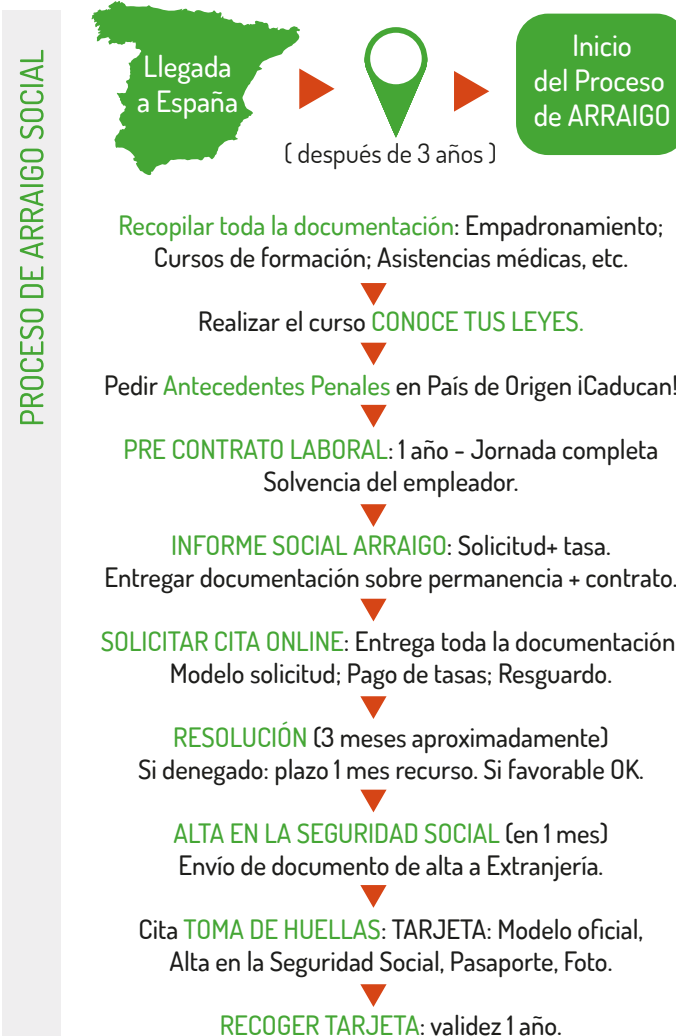 PROCESO DE ARRAIGO SOCIAL
Llegada
a España
( después de 3 años )
Inicio
del Proceso
de ARRAIGO
Recopilar toda la documentación: Empadronamiento;
Cursos de formación; Asistencias médicas, etc.
Realizar el curso CONOCE TUS LEYES.
Pedir Antecedentes Penales en País de Origen ¡Caducan!
PRE CONTRATO LABORAL: 1 año - Jornada completa
Solvencia del empleador.
INFORME SOCIAL ARRAIGO: Solicitud+ tasa.
Entregar documentación sobre permanencia + contrato.
SOLICITAR CITA ONLINE: Entrega toda la documentación
Modelo solicitud; Pago de tasas; Resguardo.
RESOLUCIÓN (3 meses aproximadamente)
Si denegado: plazo 1 mes recurso. Si favorable OK.
ALTA EN LA SEGURIDAD SOCIAL (en 1 mes)
Envío de documento de alta a Extranjería.
Cita TOMA DE HUELLAS: TARJETA: Modelo oficial,
Alta en la Seguridad Social, Pasaporte, Foto.
RECOGER TARJETA: validez 1 año.